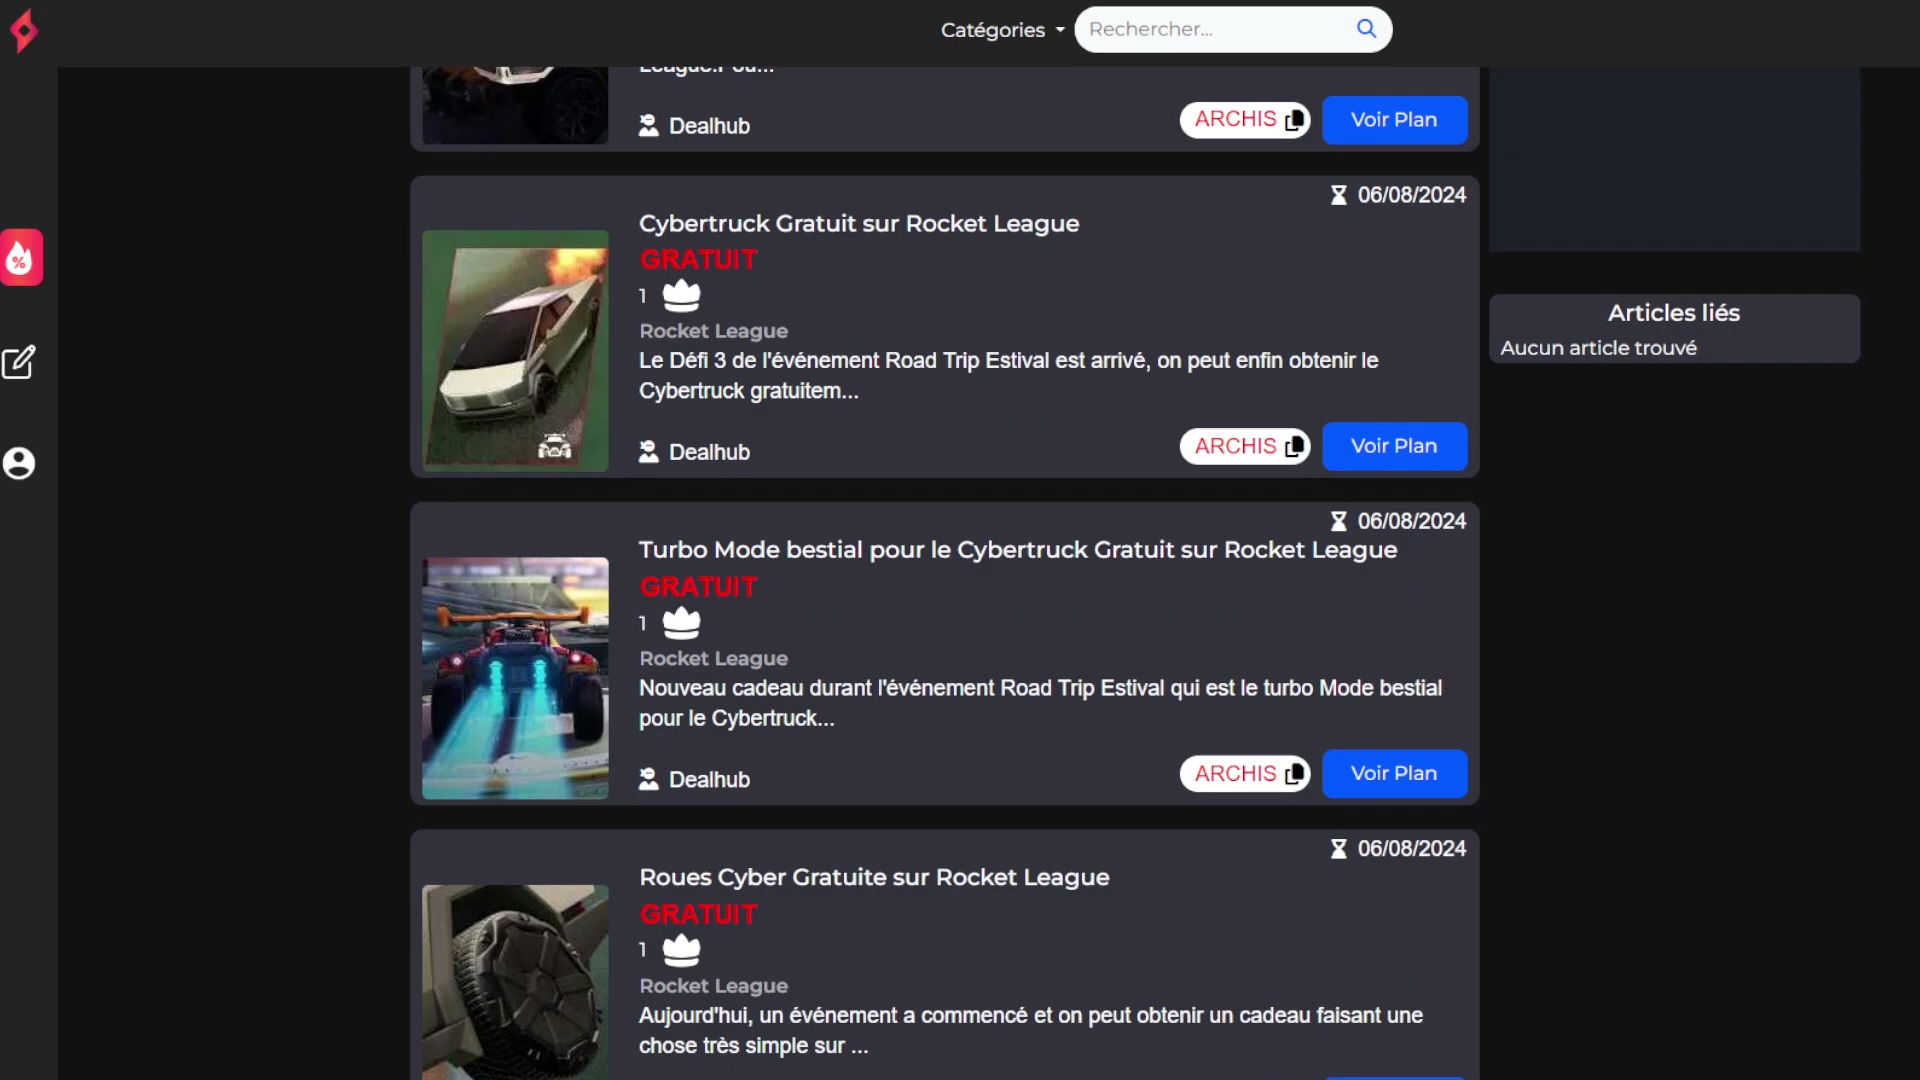 Catégories
Rechercher...
League.Pou...
Dealhub
ARCHIS
Voir Plan
06/08/2024
Cybertruck Gratuit sur Rocket League
GRATUIT
1
Rocket League
Le Défi 3 de l'événement Road Trip Estival est arrivé, on peut enfin obtenir le
Cybertruck gratuitem...
Dealhub
ARCHIS
Voir Plan
Articles liés
Aucun article trouvé
06/08/2024
Turbo Mode bestial pour le Cybertruck Gratuit sur Rocket League
GRATUIT
1
Rocket League
Nouveau cadeau durant l'événement Road Trip Estival qui est le turbo Mode bestial
pour le Cybertruck...
Dealhub
ARCHIS
Voir Plan
06/08/2024
Roues Cyber Gratuite sur Rocket League
GRATUIT
1
Rocket League
Aujourd'hui, un événement a commencé et on peut obtenir un cadeau faisant une
chose très simple sur ...